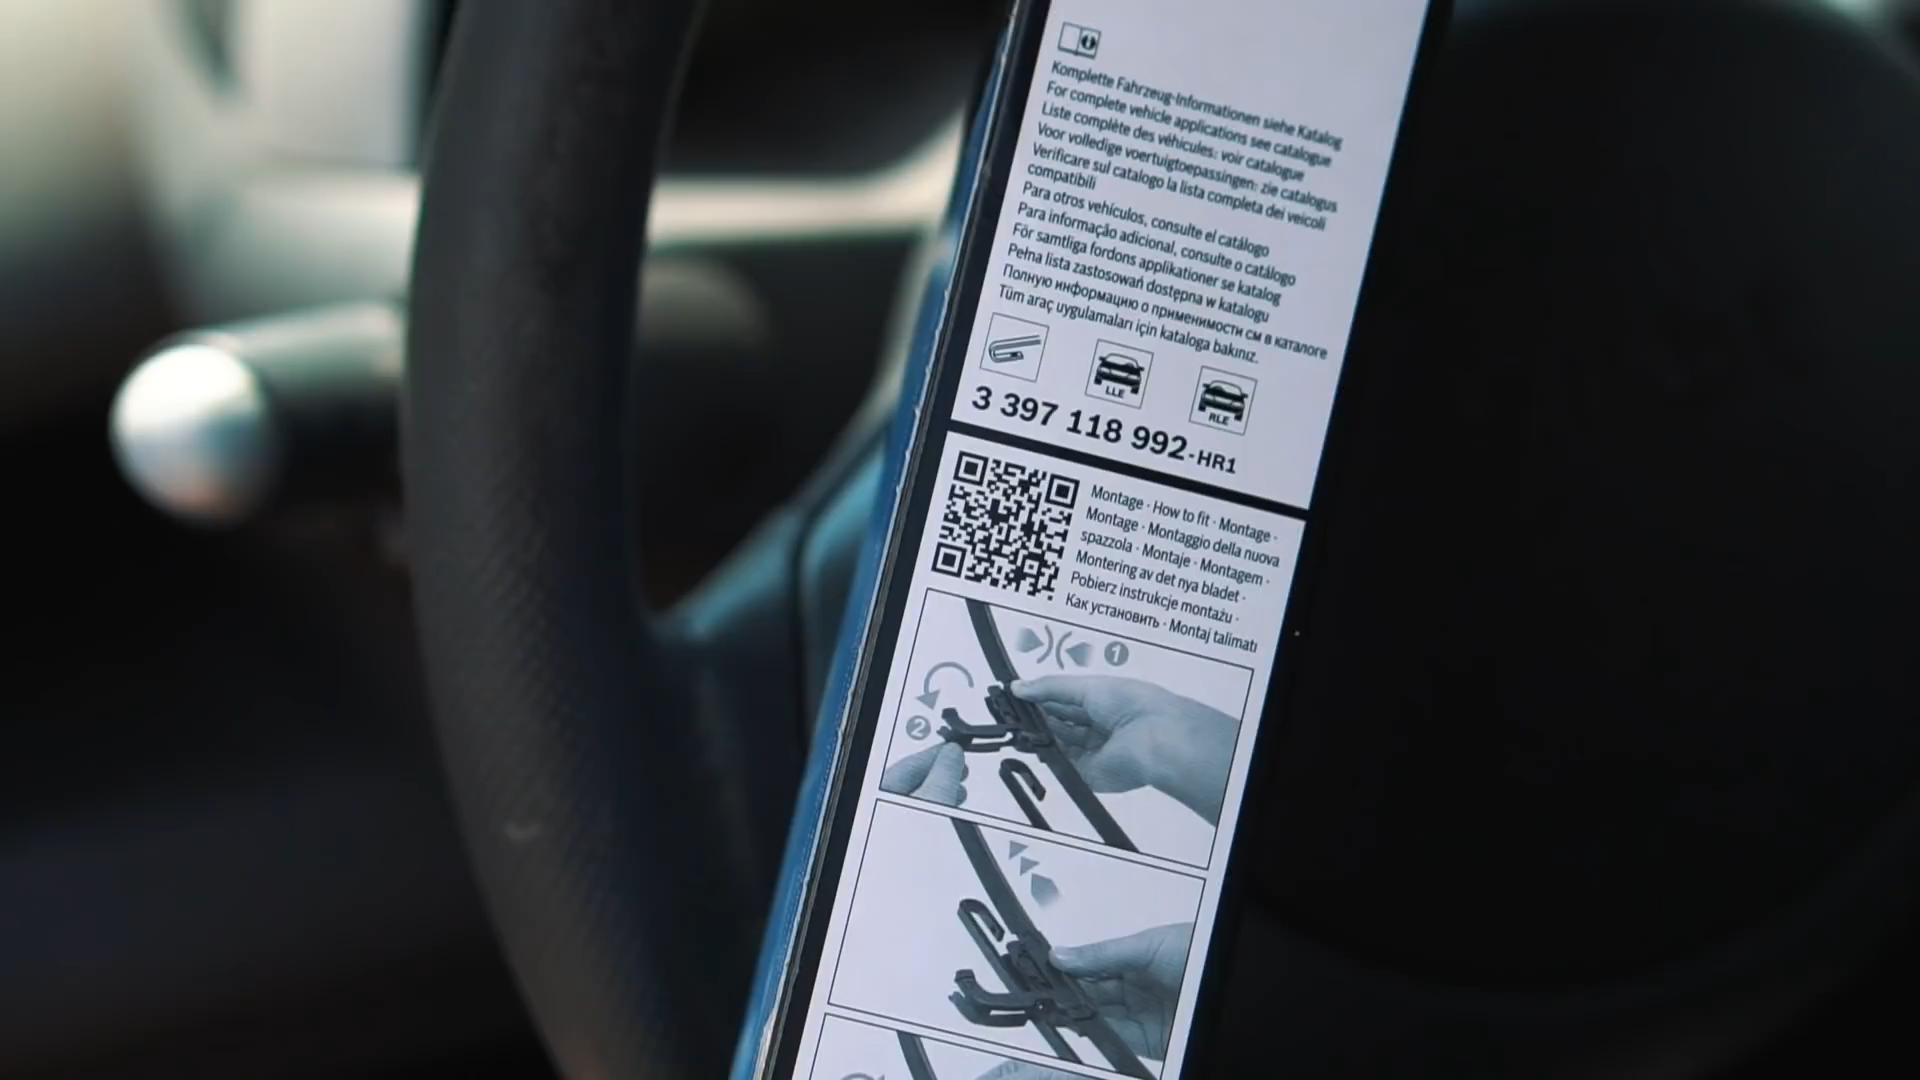 Komplette Fahrzeug-Informationen siehe Katalog
For complete vehicle applications see catalogue
Liste complète des véhicules: voir catalogue
Voor volledige voertuigtoepassingen: zie catalogus
Verificare sul catalogo la lista completa dei veicoli
compatibili
Para otros vehículos, consulte el catálogo
Para informação adicional, consulte o catálogo
För samtliga fordons applikationer se katalog
Pełna lista zastosowań dostępna w katalogu
Полную информацию о применимости см в каталоге
Tüm araç uygulamaları için kataloga bakınız.
LLE
RLE
3 397 118 992-HR1
Montage · How to fit · Montage ·
Montage · Montaggio della nuova
spazzola · Montaje · Montagem ·
Montering av det nya bladet ·
Pobierz instrukcje montażu ·
Как установить · Montaj talimatı
1
2